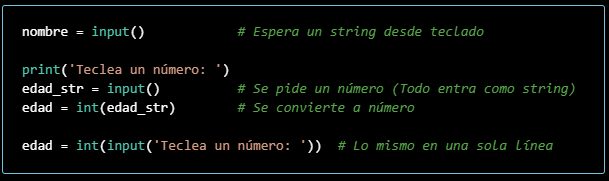 nombre = input()            # Espera un string desde teclado
print('Teclea un número: ')
edad_str = input()          # Se pide un número (Todo entra como string)
edad = int(edad_str)        # Se convierte a número
edad = int(input('Teclea un número: '))  # Lo mismo en una sola línea